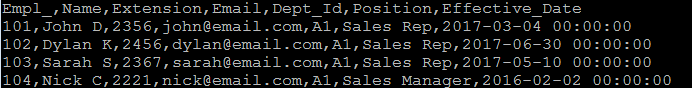 Empl_,Name,Extension,Email,Dept_Id,Position,Effective_Date
101,John D,2356,john@email.com,A1,Sales Rep,2017-03-04 00:00:00
102,Dylan K,2456,dylan@email.com,A1,Sales Rep,2017-06-30 00:00:00
103,Sarah S,2367,sarah@email.com,A1,Sales Rep,2017-05-10 00:00:00
104,Nick C,2221,nick@email.com,A1,Sales Manager,2016-02-02 00:00:00